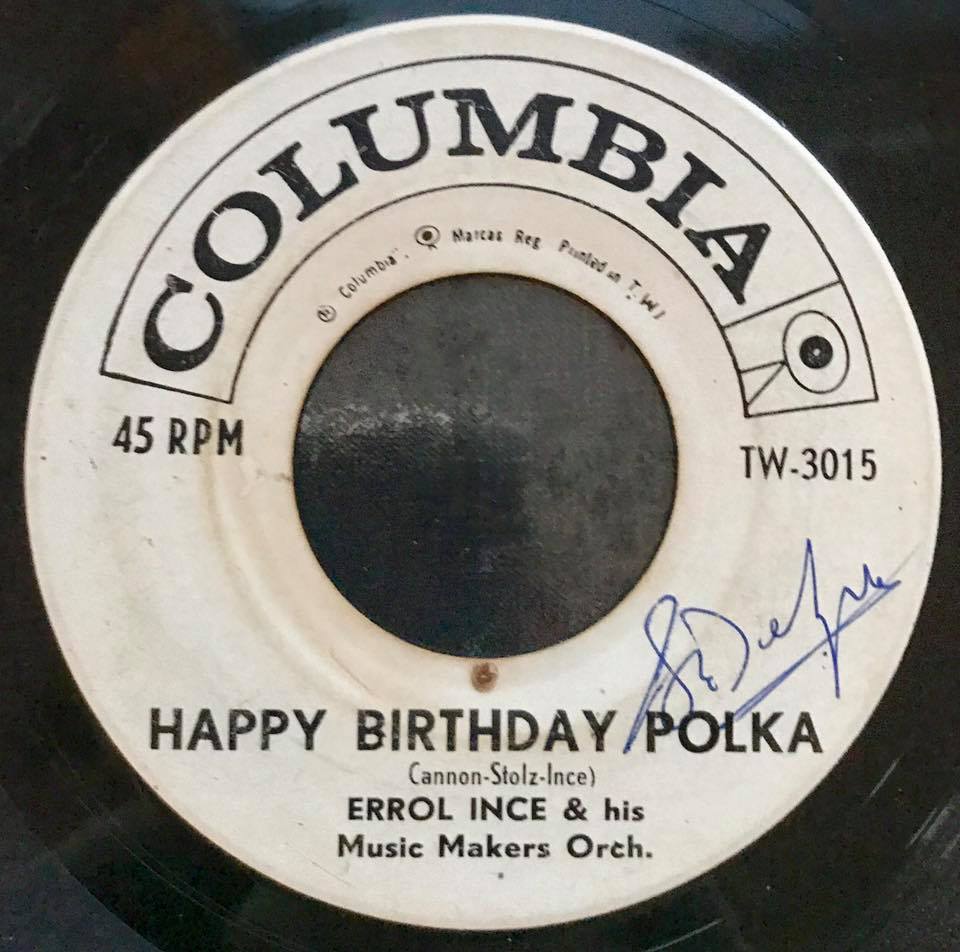 COLUMBIA
Ⓡ "Columbia", Marcas Reg Printed in T.W.I
45 RPM
TW-3015
HAPPY BIRTHDAY POLKA
Cannon-Stolz-Ince)
ERROL INCE & his
Music Makers Orch.